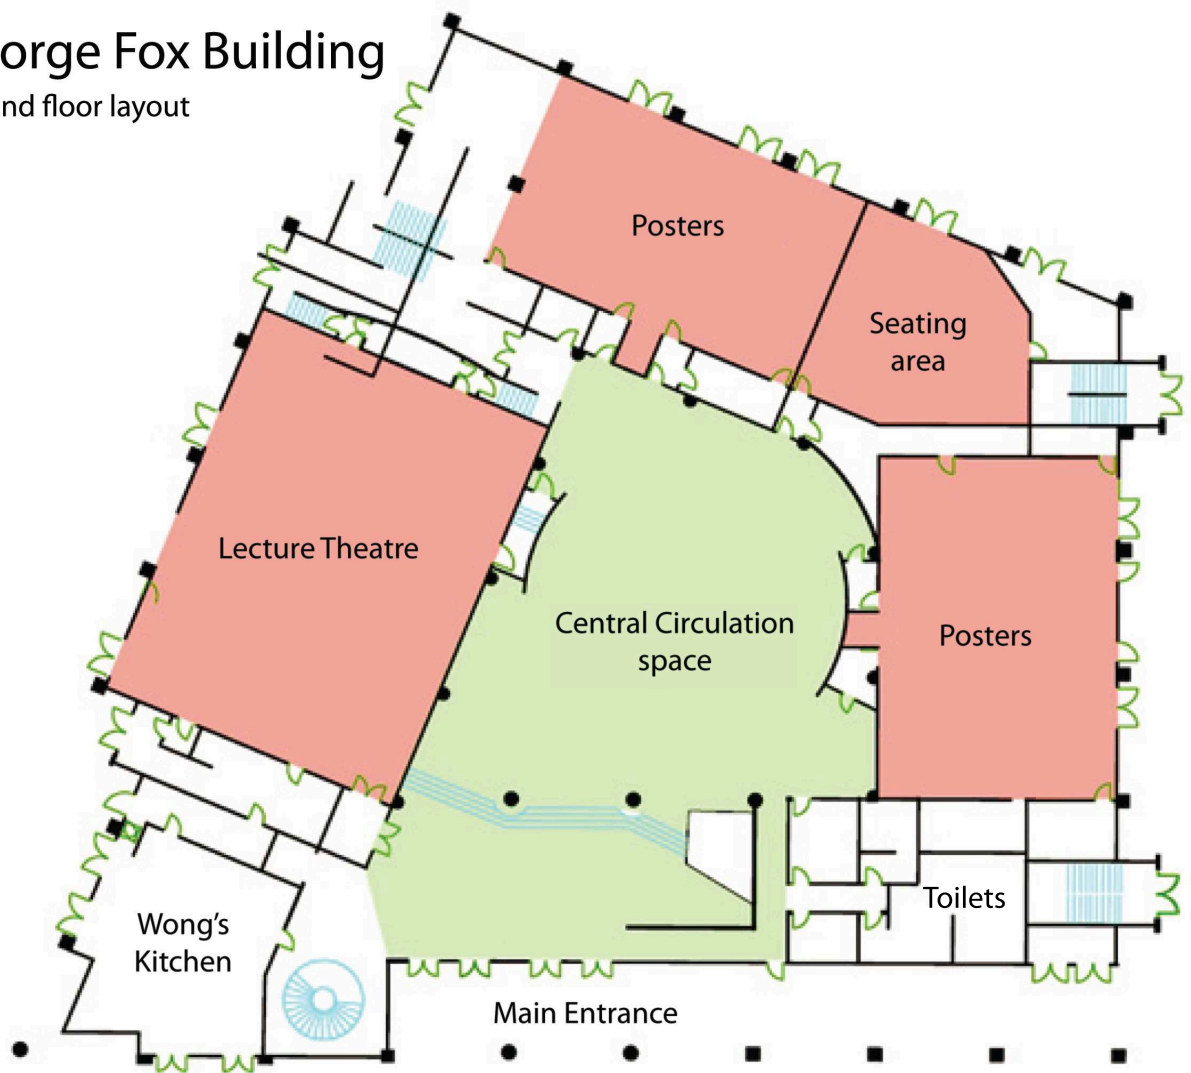 orge Fox Building
nd floor layout
Posters
Seating
area
Lecture Theatre
Central Circulation
space
Posters
Toilets
Wong's
Kitchen
Main Entrance